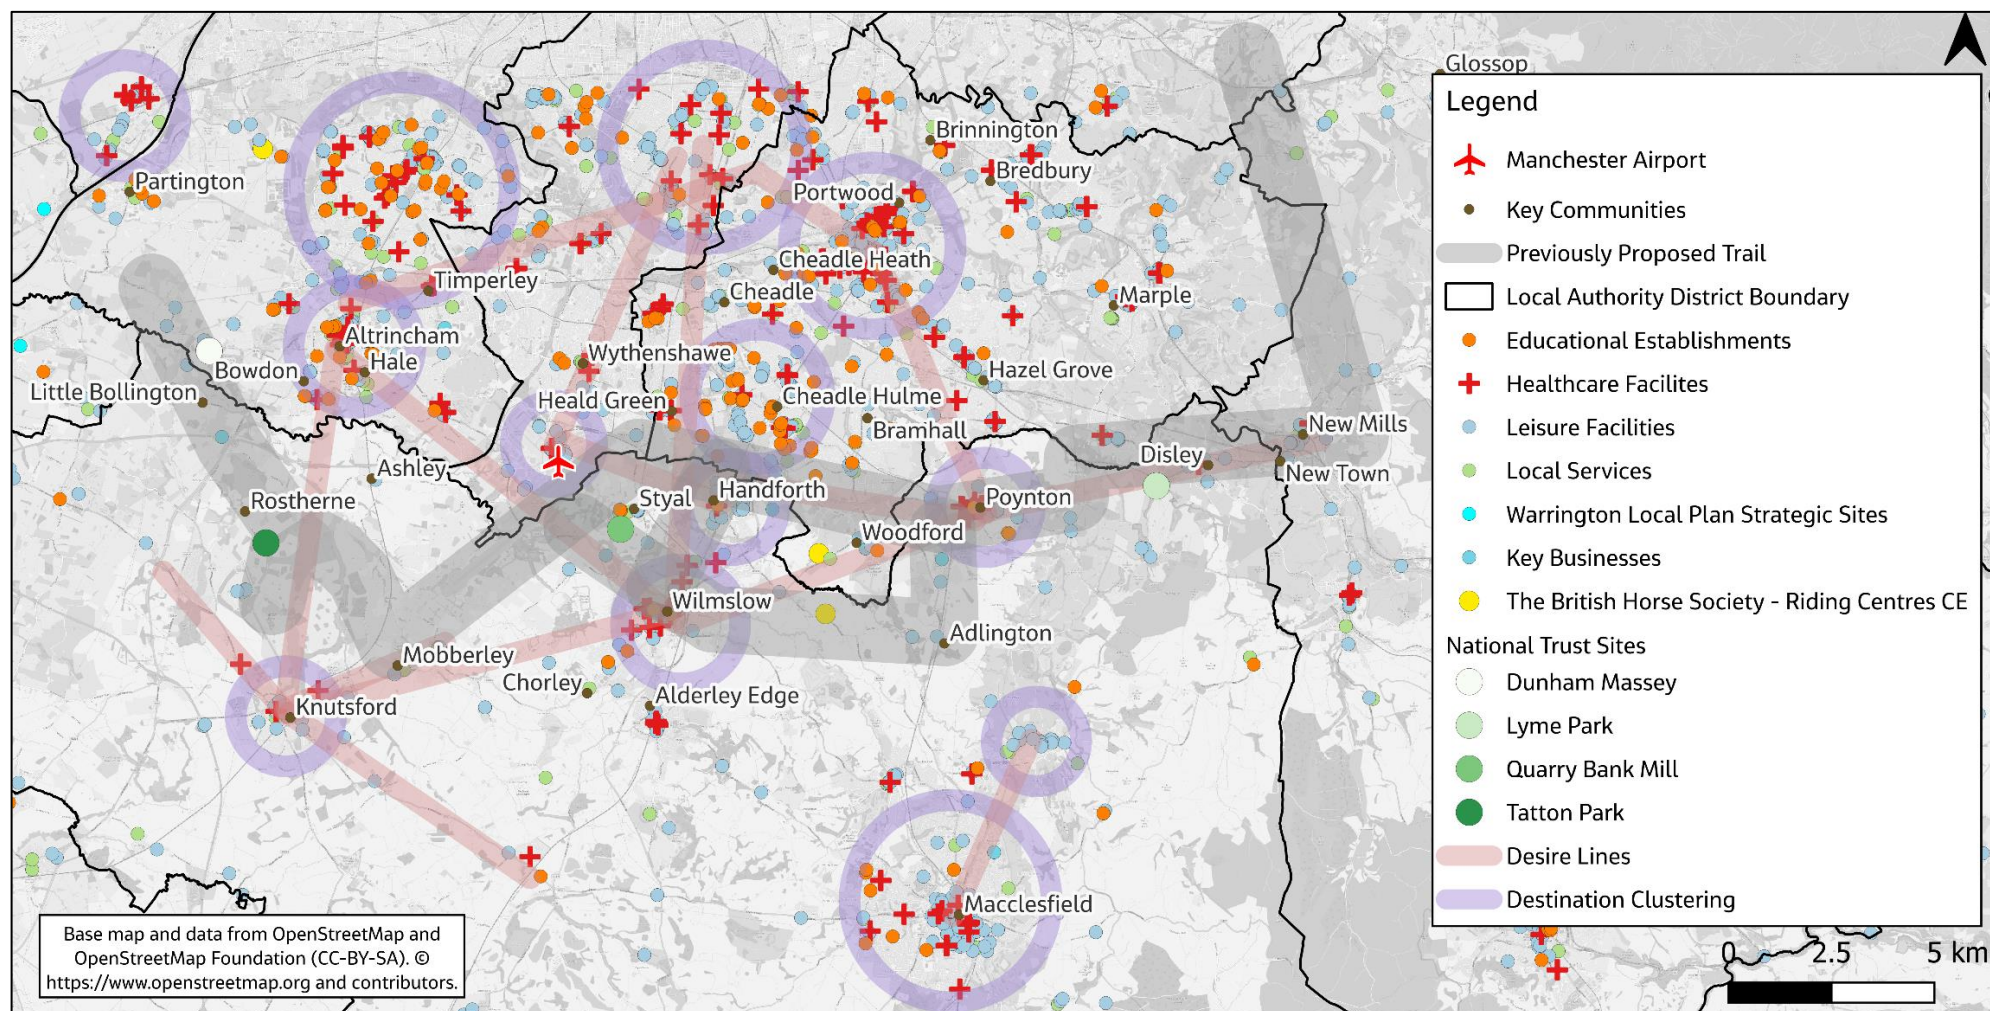 Glossop
Legend
Manchester Airport
Key Communities
Previously Proposed Trail
Local Authority District Boundary
Educational Establishments
Healthcare Facilites
Leisure Facilities
Local Services
Warrington Local Plan Strategic Sites
Key Businesses
The British Horse Society - Riding Centres CE
National Trust Sites
Dunham Massey
Lyme Park
Quarry Bank Mill
Tatton Park
Desire Lines
Destination Clustering
Brinnington
Bredbury
Partington
Portwood
Cheadle Heath
Timperley
Cheadle
Marple
Altrincham
Hale
Wythenshawe
Bowdon
Hazel Grove
Little Bollington
Heald Green
Cheadle Hulme
Bramhall
New Mills
Disley
New Town
Ashley
Rostherne
Styal
Handforth
Poynton
Woodford
Wilmslow
Adlington
Mobberley
Chorley
Alderley Edge
Knutsford
Macclesfield
Base map and data from OpenStreetMap and
OpenStreetMap Foundation (CC-BY-SA). ©
https://www.openstreetmap.org and contributors.
0 2.5 5 km